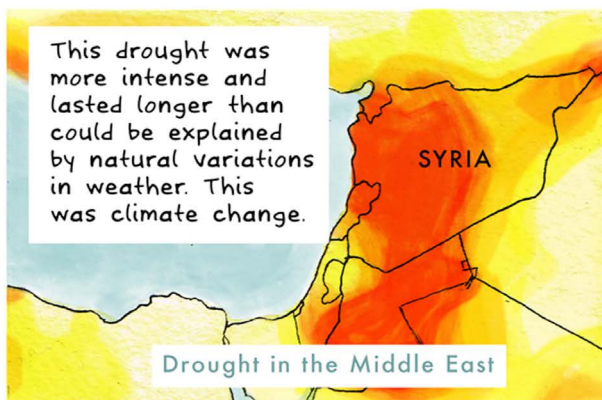 This drought was
more intense and
lasted longer than
could be explained
by natural variations
in weather. This
was climate change.
SYRIA
Drought in the Middle East